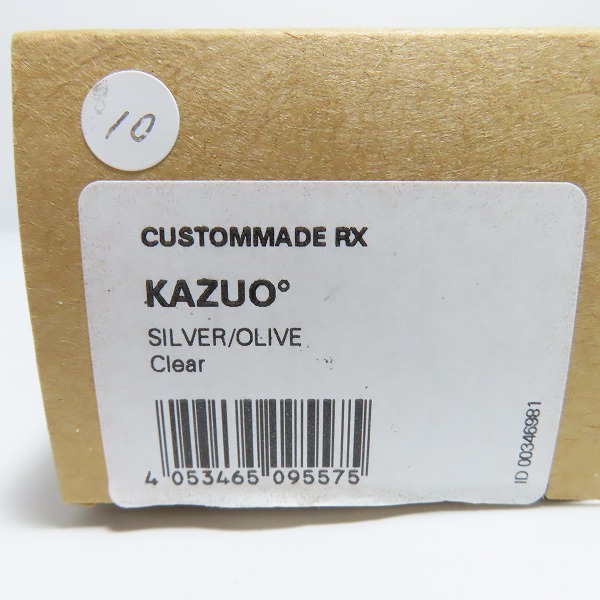 10
CUSTOMMADE RX
KAZUO°
SILVER/OLIVE
Clear
4 053465 095575
ID 00346981